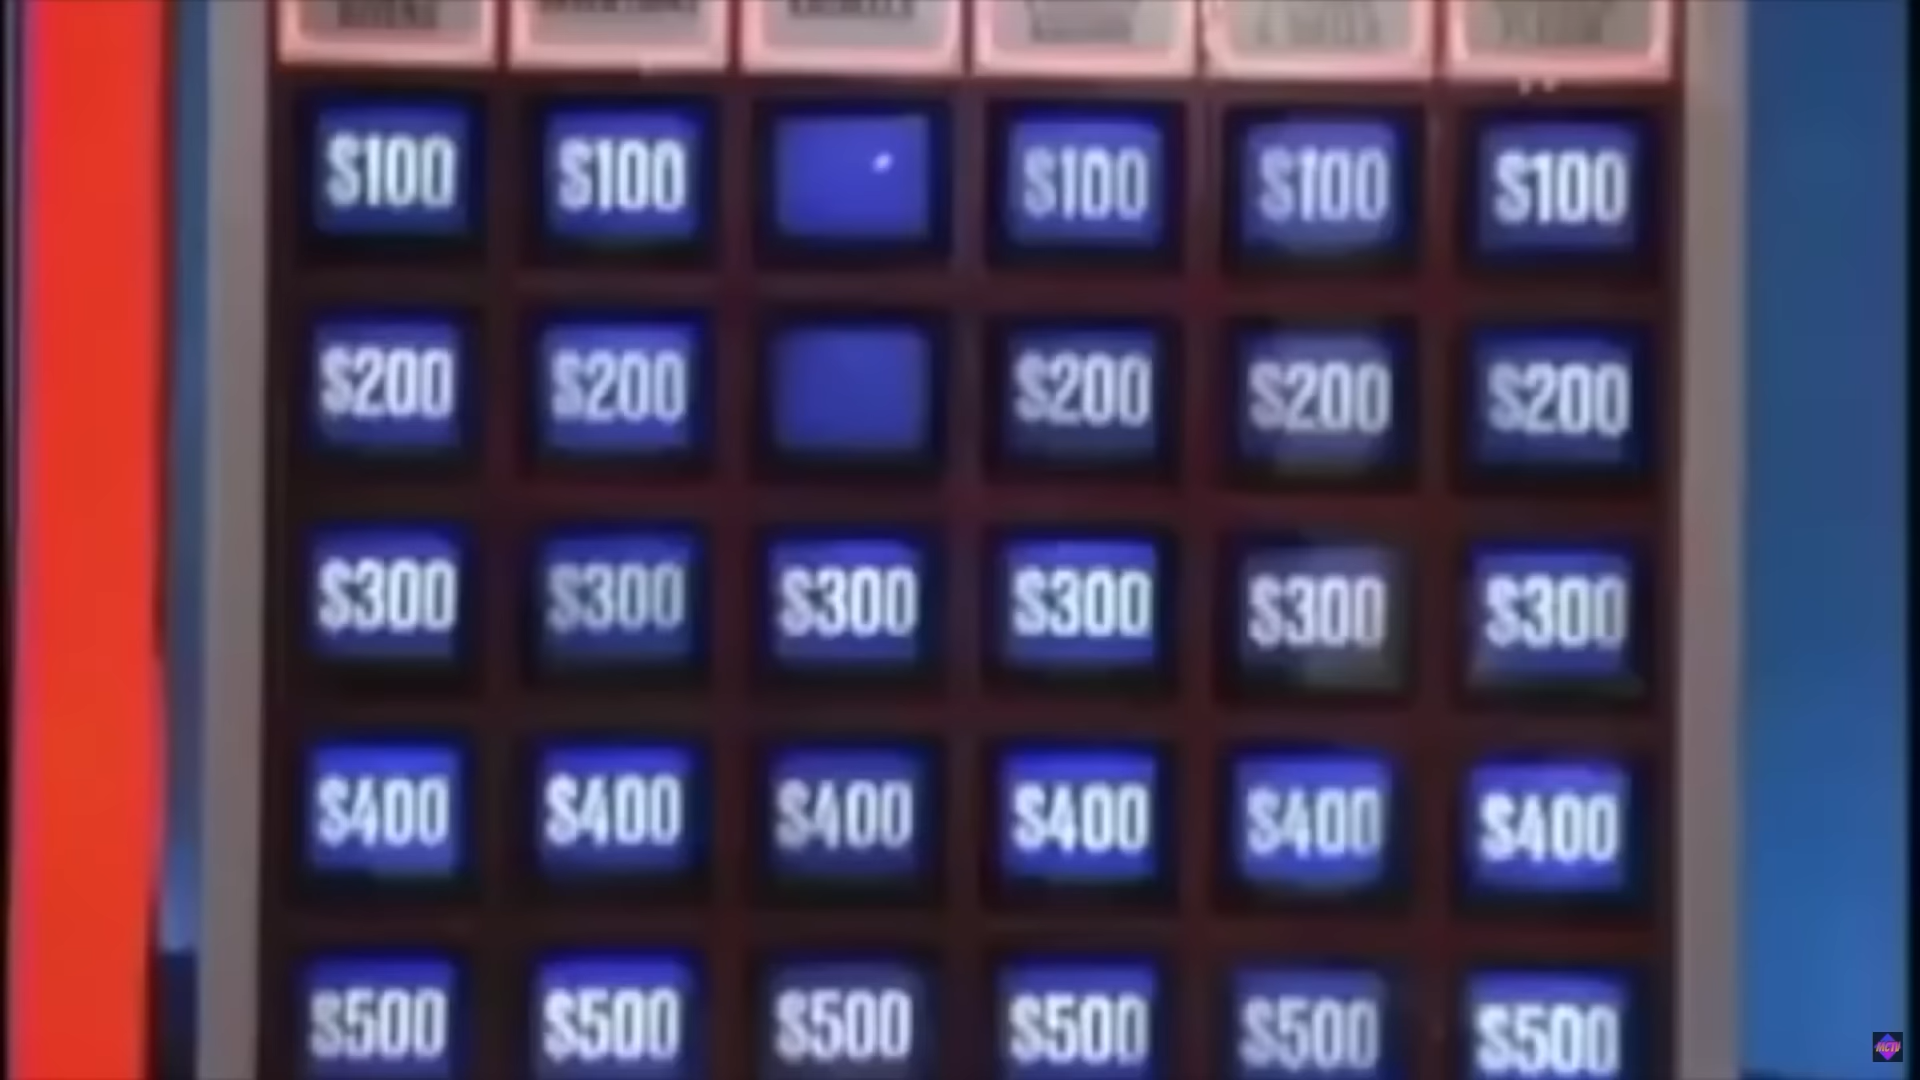 $100 $100 $100 $100 $100
$200 $200 $200 $200 $200
$300 $300 $300 $300 $300 $300
$400 $400 $400 $400 $400 $400
$500 $500 $500 $500 $500 $500
MCTV